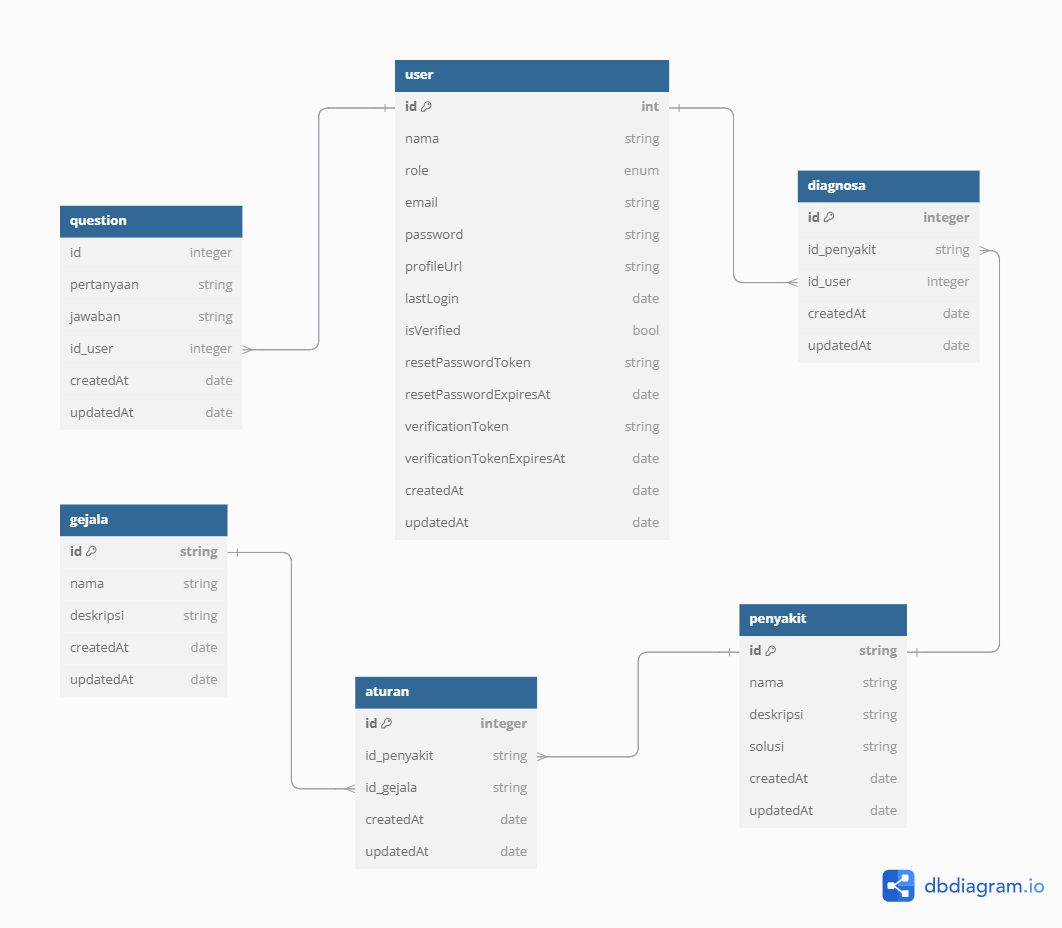 user
id int
nama string
role enum
email string
password string
profileUrl string
lastLogin date
isVerified bool
resetPasswordToken string
resetPasswordExpiresAt date
verificationToken string
verificationTokenExpiresAt date
createdAt date
updatedAt date
diagnosa
id integer
id_penyakit string
id_user integer
createdAt date
updatedAt date
question
id integer
pertanyaan string
jawaban string
id_user integer
createdAt date
updatedAt date
gejala
id string
nama string
deskripsi string
createdAt date
updatedAt date
penyakit
id string
nama string
deskripsi string
solusi string
createdAt date
updatedAt date
aturan
id integer
id_penyakit string
id_gejala string
createdAt date
updatedAt date
dbdiagram.io